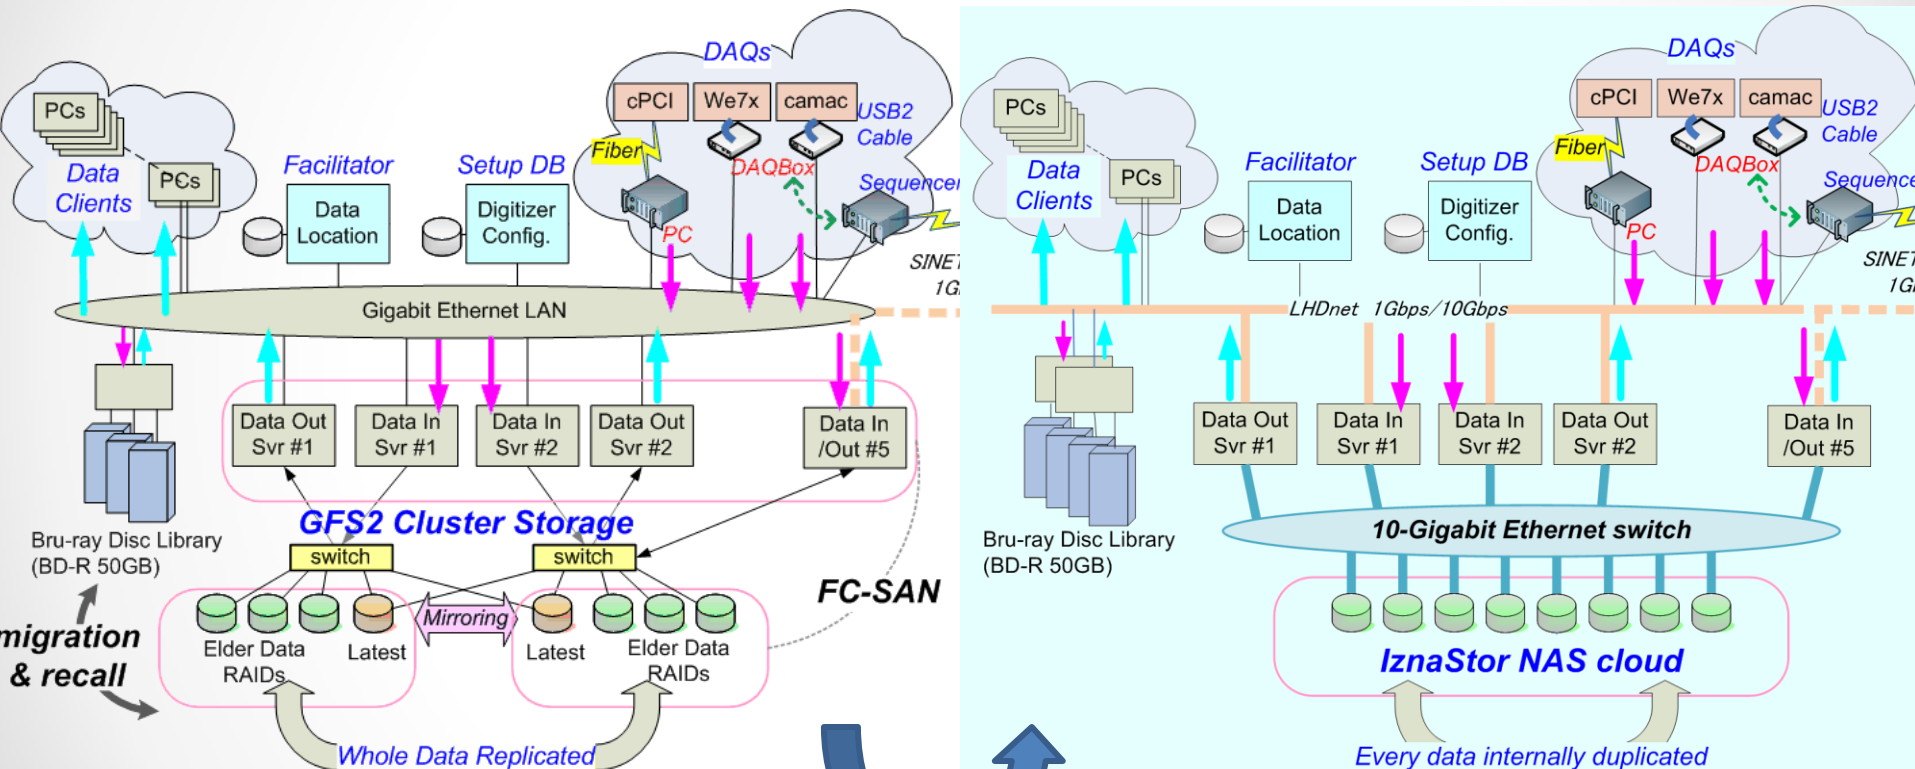 DAQs
cPCI
We7x
camac
USB2
Cable
PCs
Fiber
DAQBox
Data
Clients
PCs
Facilitator
Setup DB
Sequencer
Data
Location
Digitizer
Config.
PC
SINET
1G
Gigabit Ethernet LAN
Data Out
Svr #1
Data In
Svr #1
Data In
Svr #2
Data Out
Svr #2
Data In
/Out #5
GFS2 Cluster Storage
Bru-ray Disc Library
(BD-R 50GB)
switch
switch
FC-SAN
Mirroring
migration
& recall
Elder Data
RAIDs
Latest
Latest
Elder Data
RAIDs
Whole Data Replicated
DAQs
cPCI
We7x
camac
USB2
Cable
PCs
Fiber
DAQBox
Data
Clients
PCs
Facilitator
Setup DB
Sequence
Data
Location
Digitizer
Config.
PC
SINET
1G
LHDnet 1Gbps/10Gbps
Data Out
Svr #1
Data In
Svr #1
Data In
Svr #2
Data Out
Svr #2
Data In
/Out #5
10-Gigabit Ethernet switch
Bru-ray Disc Library
(BD-R 50GB)
IznaStor NAS cloud
Every data internally duplicated